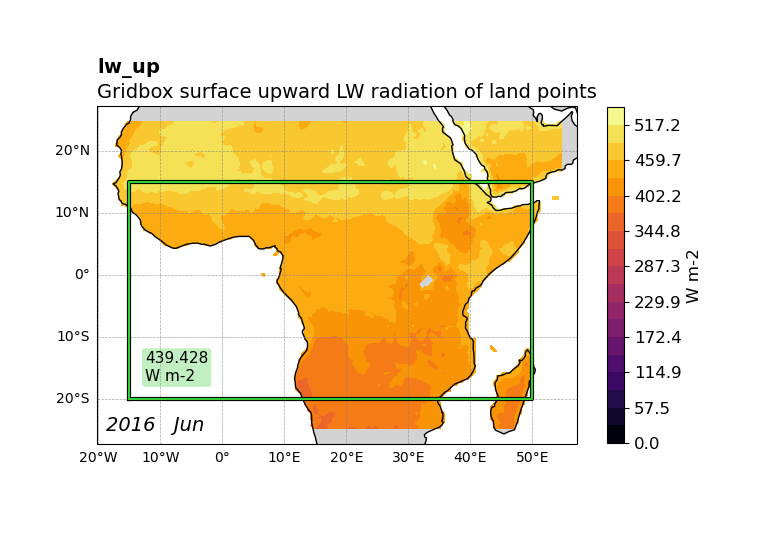 lw_up
Gridbox surface upward LW radiation of land points
20°N
10°N
0°
10°S
20°S
20°W
10°W
0°
10°E
20°E
30°E
40°E
50°E
439.428
W m-2
2016 Jun
517.2
459.7
402.2
344.8
287.3
229.9
172.4
114.9
57.5
0.0
W m-2